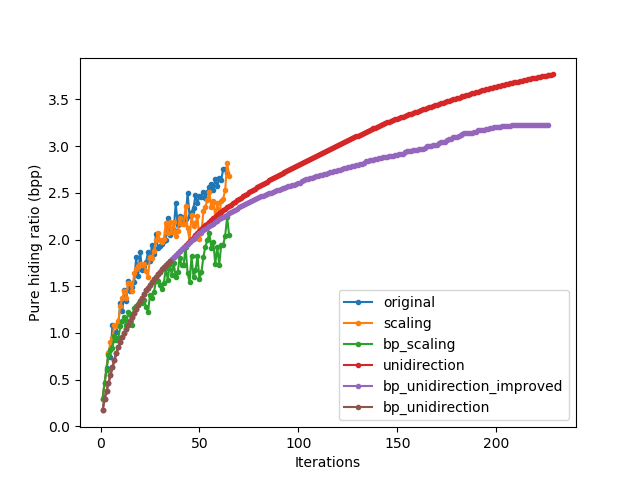 Pure hiding ratio (bpp)
3.5
3.0
2.5
2.0
1.5
1.0
0.5
0.0
original
scaling
bp_scaling
unidirection
bp_unidirection_improved
bp_unidirection
0
50
100
150
200
Iterations